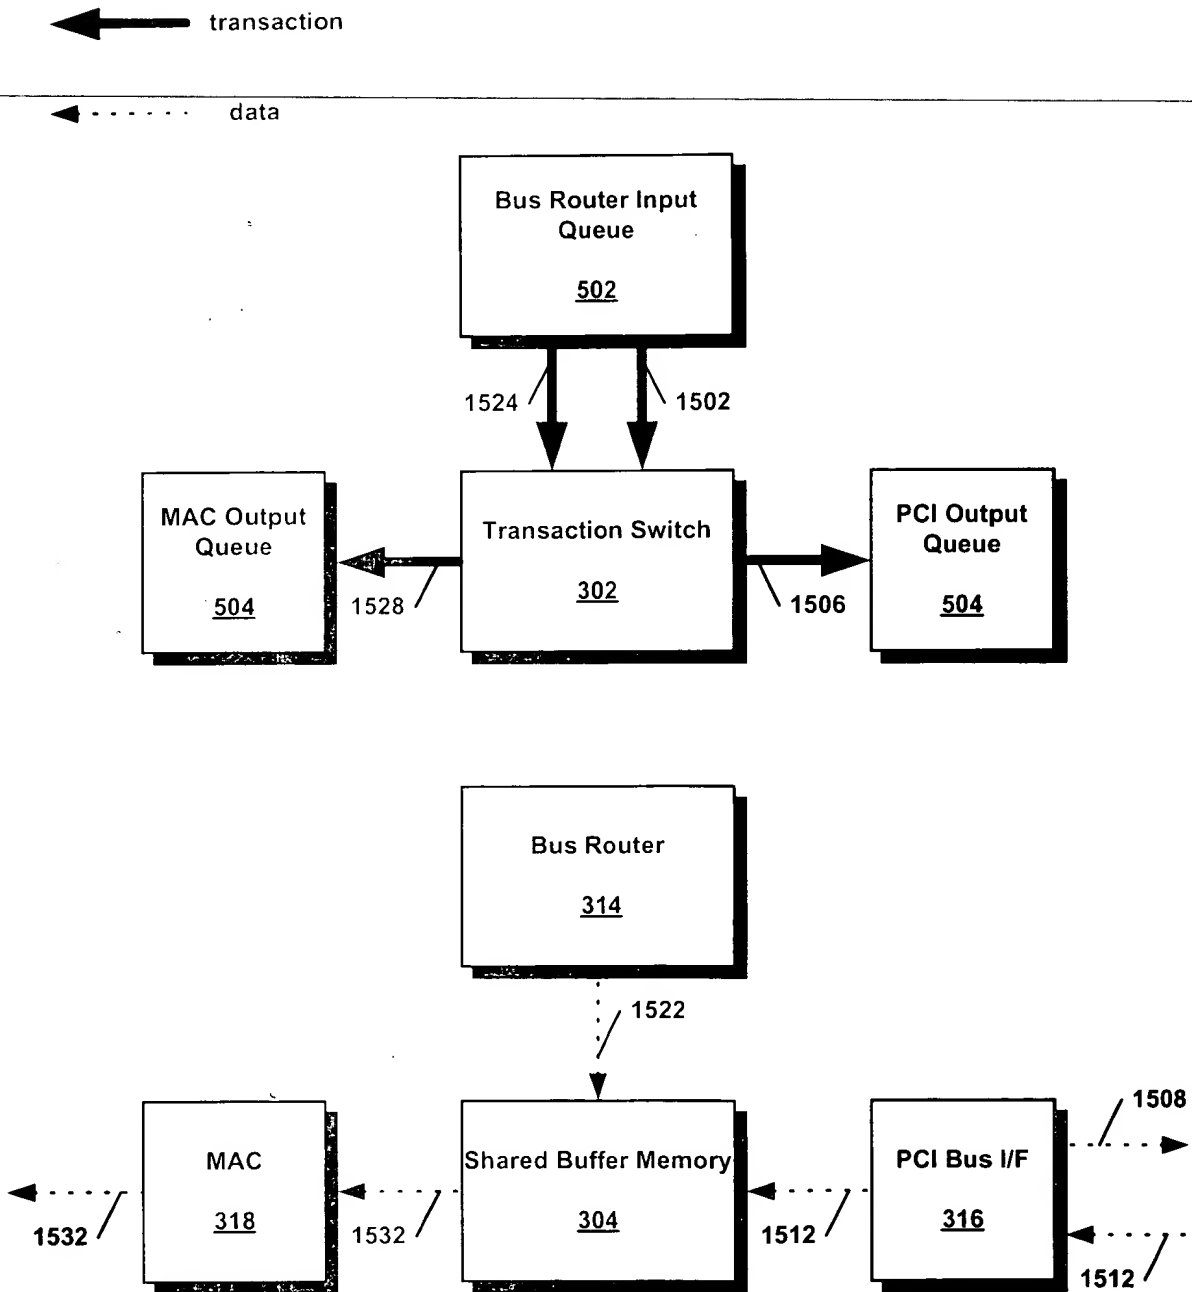 transaction
data
Bus Router Input
Queue
502
1524
1502
MAC Output
Queue
504
Transaction Switch
302
PCI Output
Queue
504
1528
1506
Bus Router
314
1522
MAC
318
Shared Buffer Memory
304
PCI Bus I/F
316
1508
1532
1532
1512
1512